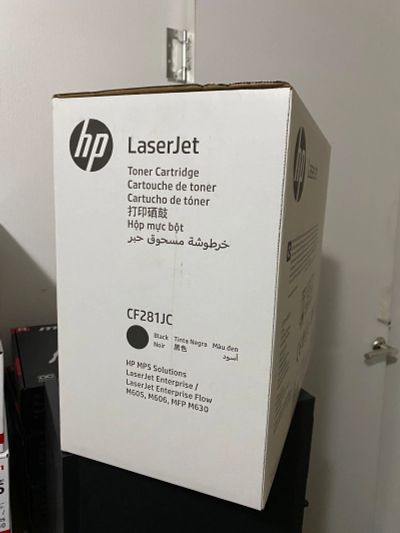 hp
LaserJet
Toner Cartridge
Cartouche de toner
Cartucho de tóner
打印硒鼓
Hộp mực bột
خرطوشة مسحوق حبر
CF281JC
Black Tinta Negra Màu đen
Noir 黑色 أسود
HP MPS Solutions
LaserJet Enterprise /
LaserJet Enterprise Flow
M605, M606, MFP M630
hp
LaserJet